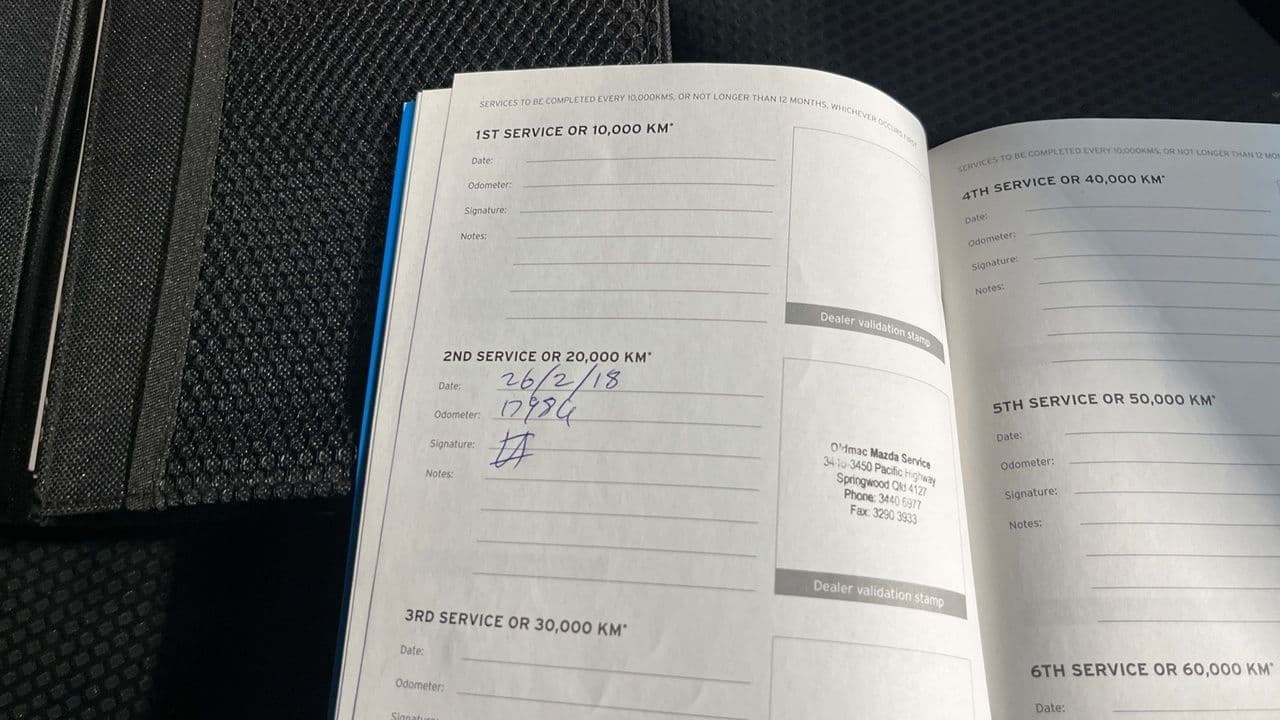 SERVICES TO BE COMPLETED EVERY 10,000KMS, OR NOT LONGER THAN 12 MONTHS, WHICHEVER OCCURS FIRST
1ST SERVICE OR 10,000 KM*
Date:
Odometer:
Signature:
Notes:
Dealer validation stamp
2ND SERVICE OR 20,000 KM*
Date: 26/2/18
Odometer: 17984
Signature:
Notes:
Mazda Service
Pacific Highway
Springwood Qld 4127
Phone: 3440 6977
Fax: 3290 3933
Dealer validation stamp
3RD SERVICE OR 30,000 KM*
Date:
Odometer:
SERVICES TO BE COMPLETED EVERY 10,000KMS, OR NOT LONGER THAN 12
4TH SERVICE OR 40,000 KM*
Date:
Odometer:
Signature:
Notes:
5TH SERVICE OR 50,000 KM*
Date:
Odometer:
Signature:
Notes:
6TH SERVICE OR 60,000 KM*
Date: